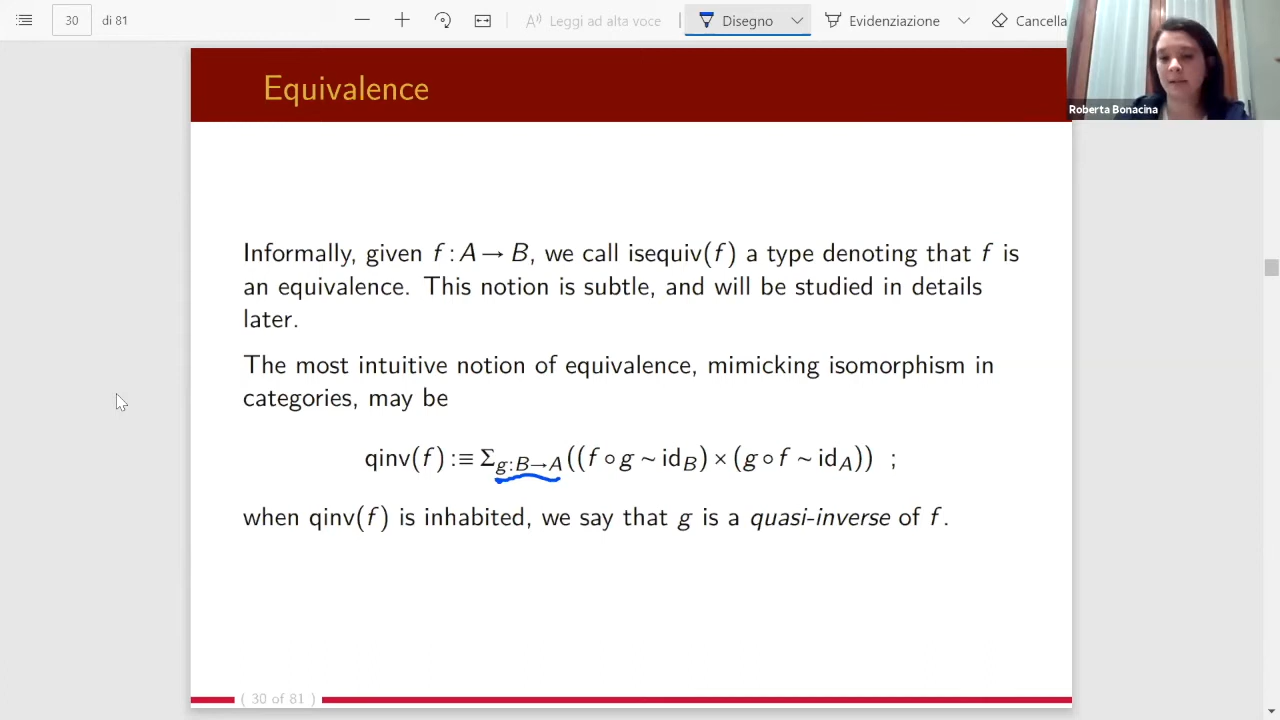 30 di 81 Leggi ad alta voce Disegno Evidenziazione Cancella
Roberta Bonacina
Equivalence
Informally, given f : A → B, we call isequiv(f) a type denoting that f is
an equivalence. This notion is subtle, and will be studied in details
later.
The most intuitive notion of equivalence, mimicking isomorphism in
categories, may be
qinv(f) :≡ Σg:B→A((f ∘ g ∼ idB) × (g ∘ f ∼ idA)) ;
when qinv(f) is inhabited, we say that g is a quasi-inverse of f.
( 30 of 81 )